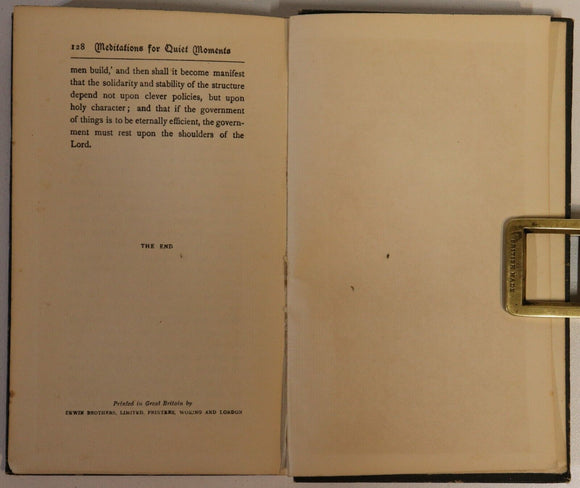 128 Meditations for Quiet Moments
men build,' and then shall it become manifest
that the solidarity and stability of the structure
depend not upon clever policies, but upon
holy character; and that if the government
of things is to be eternally efficient, the govern-
ment must rest upon the shoulders of the
Lord.
THE END
Printed in Great Britain by
UNWIN BROTHERS, LIMITED, PRINTERS, WOKING AND LONDON
BRITISH MADE